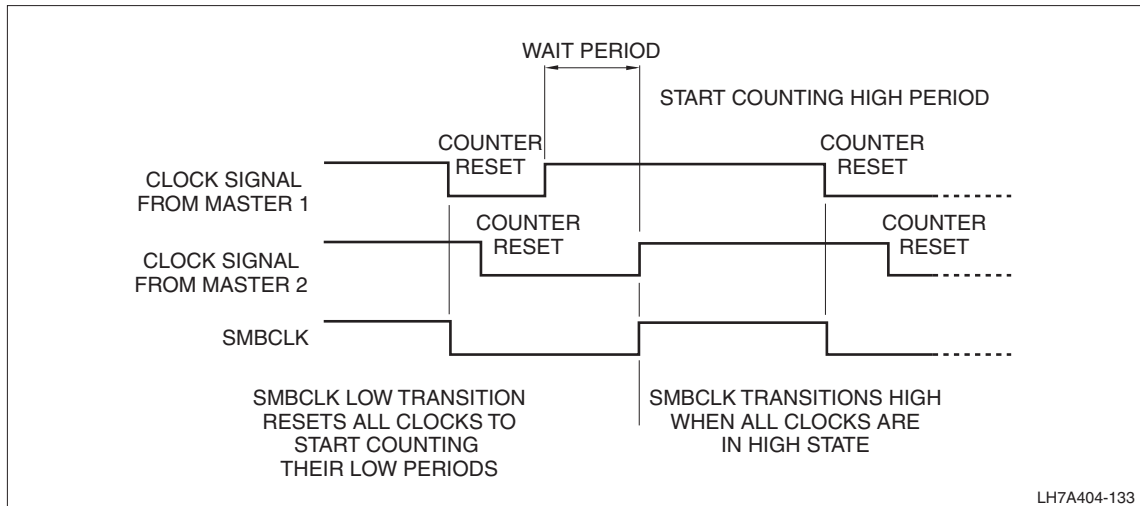 WAIT PERIOD
START COUNTING HIGH PERIOD
COUNTER
RESET
COUNTER
RESET
CLOCK SIGNAL
FROM MASTER 1
COUNTER
RESET
COUNTER
RESET
CLOCK SIGNAL
FROM MASTER 2
SMBCLK
SMBCLK LOW TRANSITION
RESETS ALL CLOCKS TO
START COUNTING
THEIR LOW PERIODS
SMBCLK TRANSITIONS HIGH
WHEN ALL CLOCKS ARE
IN HIGH STATE
LH7A404-133